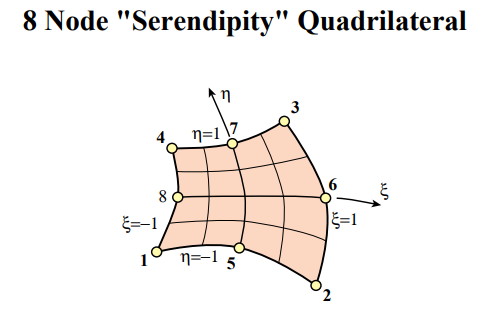 8 Node "Serendipity" Quadrilateral
η
3
4
η=1
7
8
6
ξ
ξ=−1
ξ=1
1
η=−1
5
2